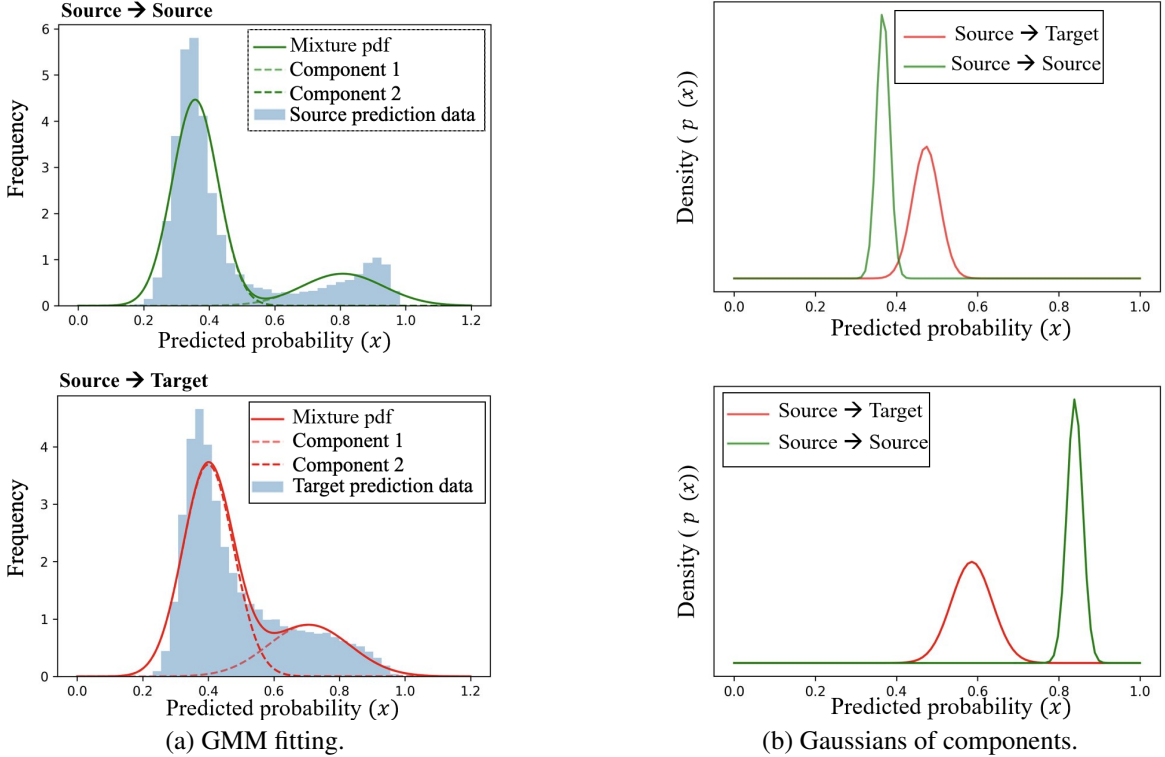 Source → Source
6
5
4
3
2
1
0
Frequency
Mixture pdf
Component 1
Component 2
Source prediction data
0.0 0.2 0.4 0.6 0.8 1.0 1.2
Predicted probability (x)
Density ( p (x))
Source → Target
Source → Source
0.0 0.2 0.4 0.6 0.8 1.0
Predicted probability (x)
Source → Target
4
3
2
1
0
Frequency
Mixture pdf
Component 1
Component 2
Target prediction data
0.0 0.2 0.4 0.6 0.8 1.0 1.2
Predicted probability (x)
(a) GMM fitting.
Density ( p (x))
Source → Target
Source → Source
0.0 0.2 0.4 0.6 0.8 1.0
Predicted probability (x)
(b) Gaussians of components.